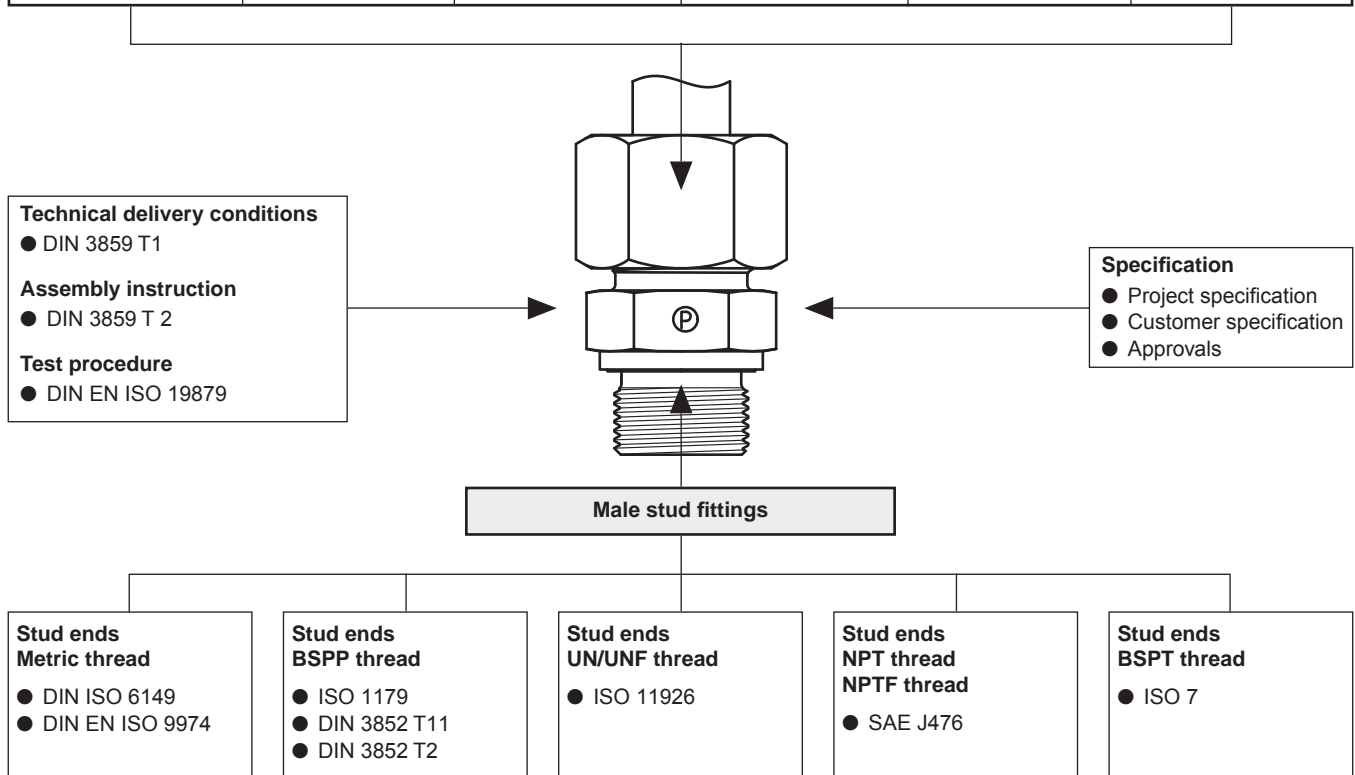 Technical delivery conditions
● DIN 3859 T1
Assembly instruction
● DIN 3859 T 2
Test procedure
● DIN EN ISO 19879
P
Specification
● Project specification
● Customer specification
● Approvals
Male stud fittings
Stud ends
Metric thread
● DIN ISO 6149
● DIN EN ISO 9974
Stud ends
BSPP thread
● ISO 1179
● DIN 3852 T11
● DIN 3852 T2
Stud ends
UN/UNF thread
● ISO 11926
Stud ends
NPT thread
NPTF thread
● SAE J476
Stud ends
BSPT thread
● ISO 7